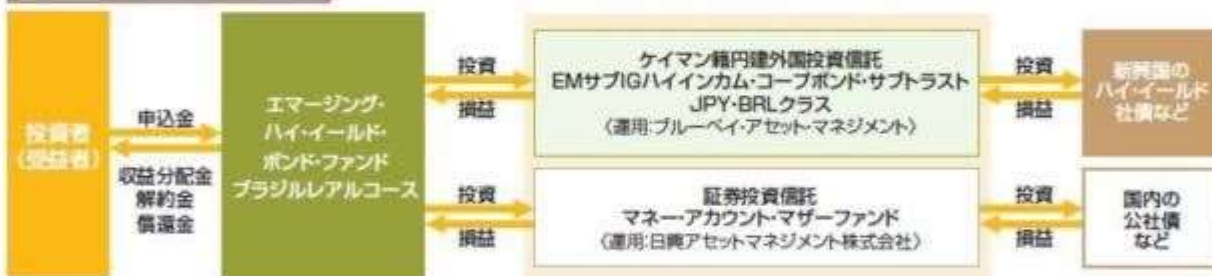 投資者
(受益者)
申込金
収益分配金
解約金
償還金
エマージング・
ハイ・イールド・
ボンド・ファンド
ブラジルレアルコース
投資
損益
ケイマン籍円建外国投資信託
EMサブIGハイインカム・コープボンド・サブトラスト
JPY・BRLクラス
〈運用:ブルーベイ・アセット・マネジメント〉
投資
損益
新興国の
ハイ・イールド
社債など
投資
損益
証券投資信託
マネー・アカウント・マザーファンド
〈運用:日興アセットマネジメント株式会社〉
投資
損益
国内の
公社債
など